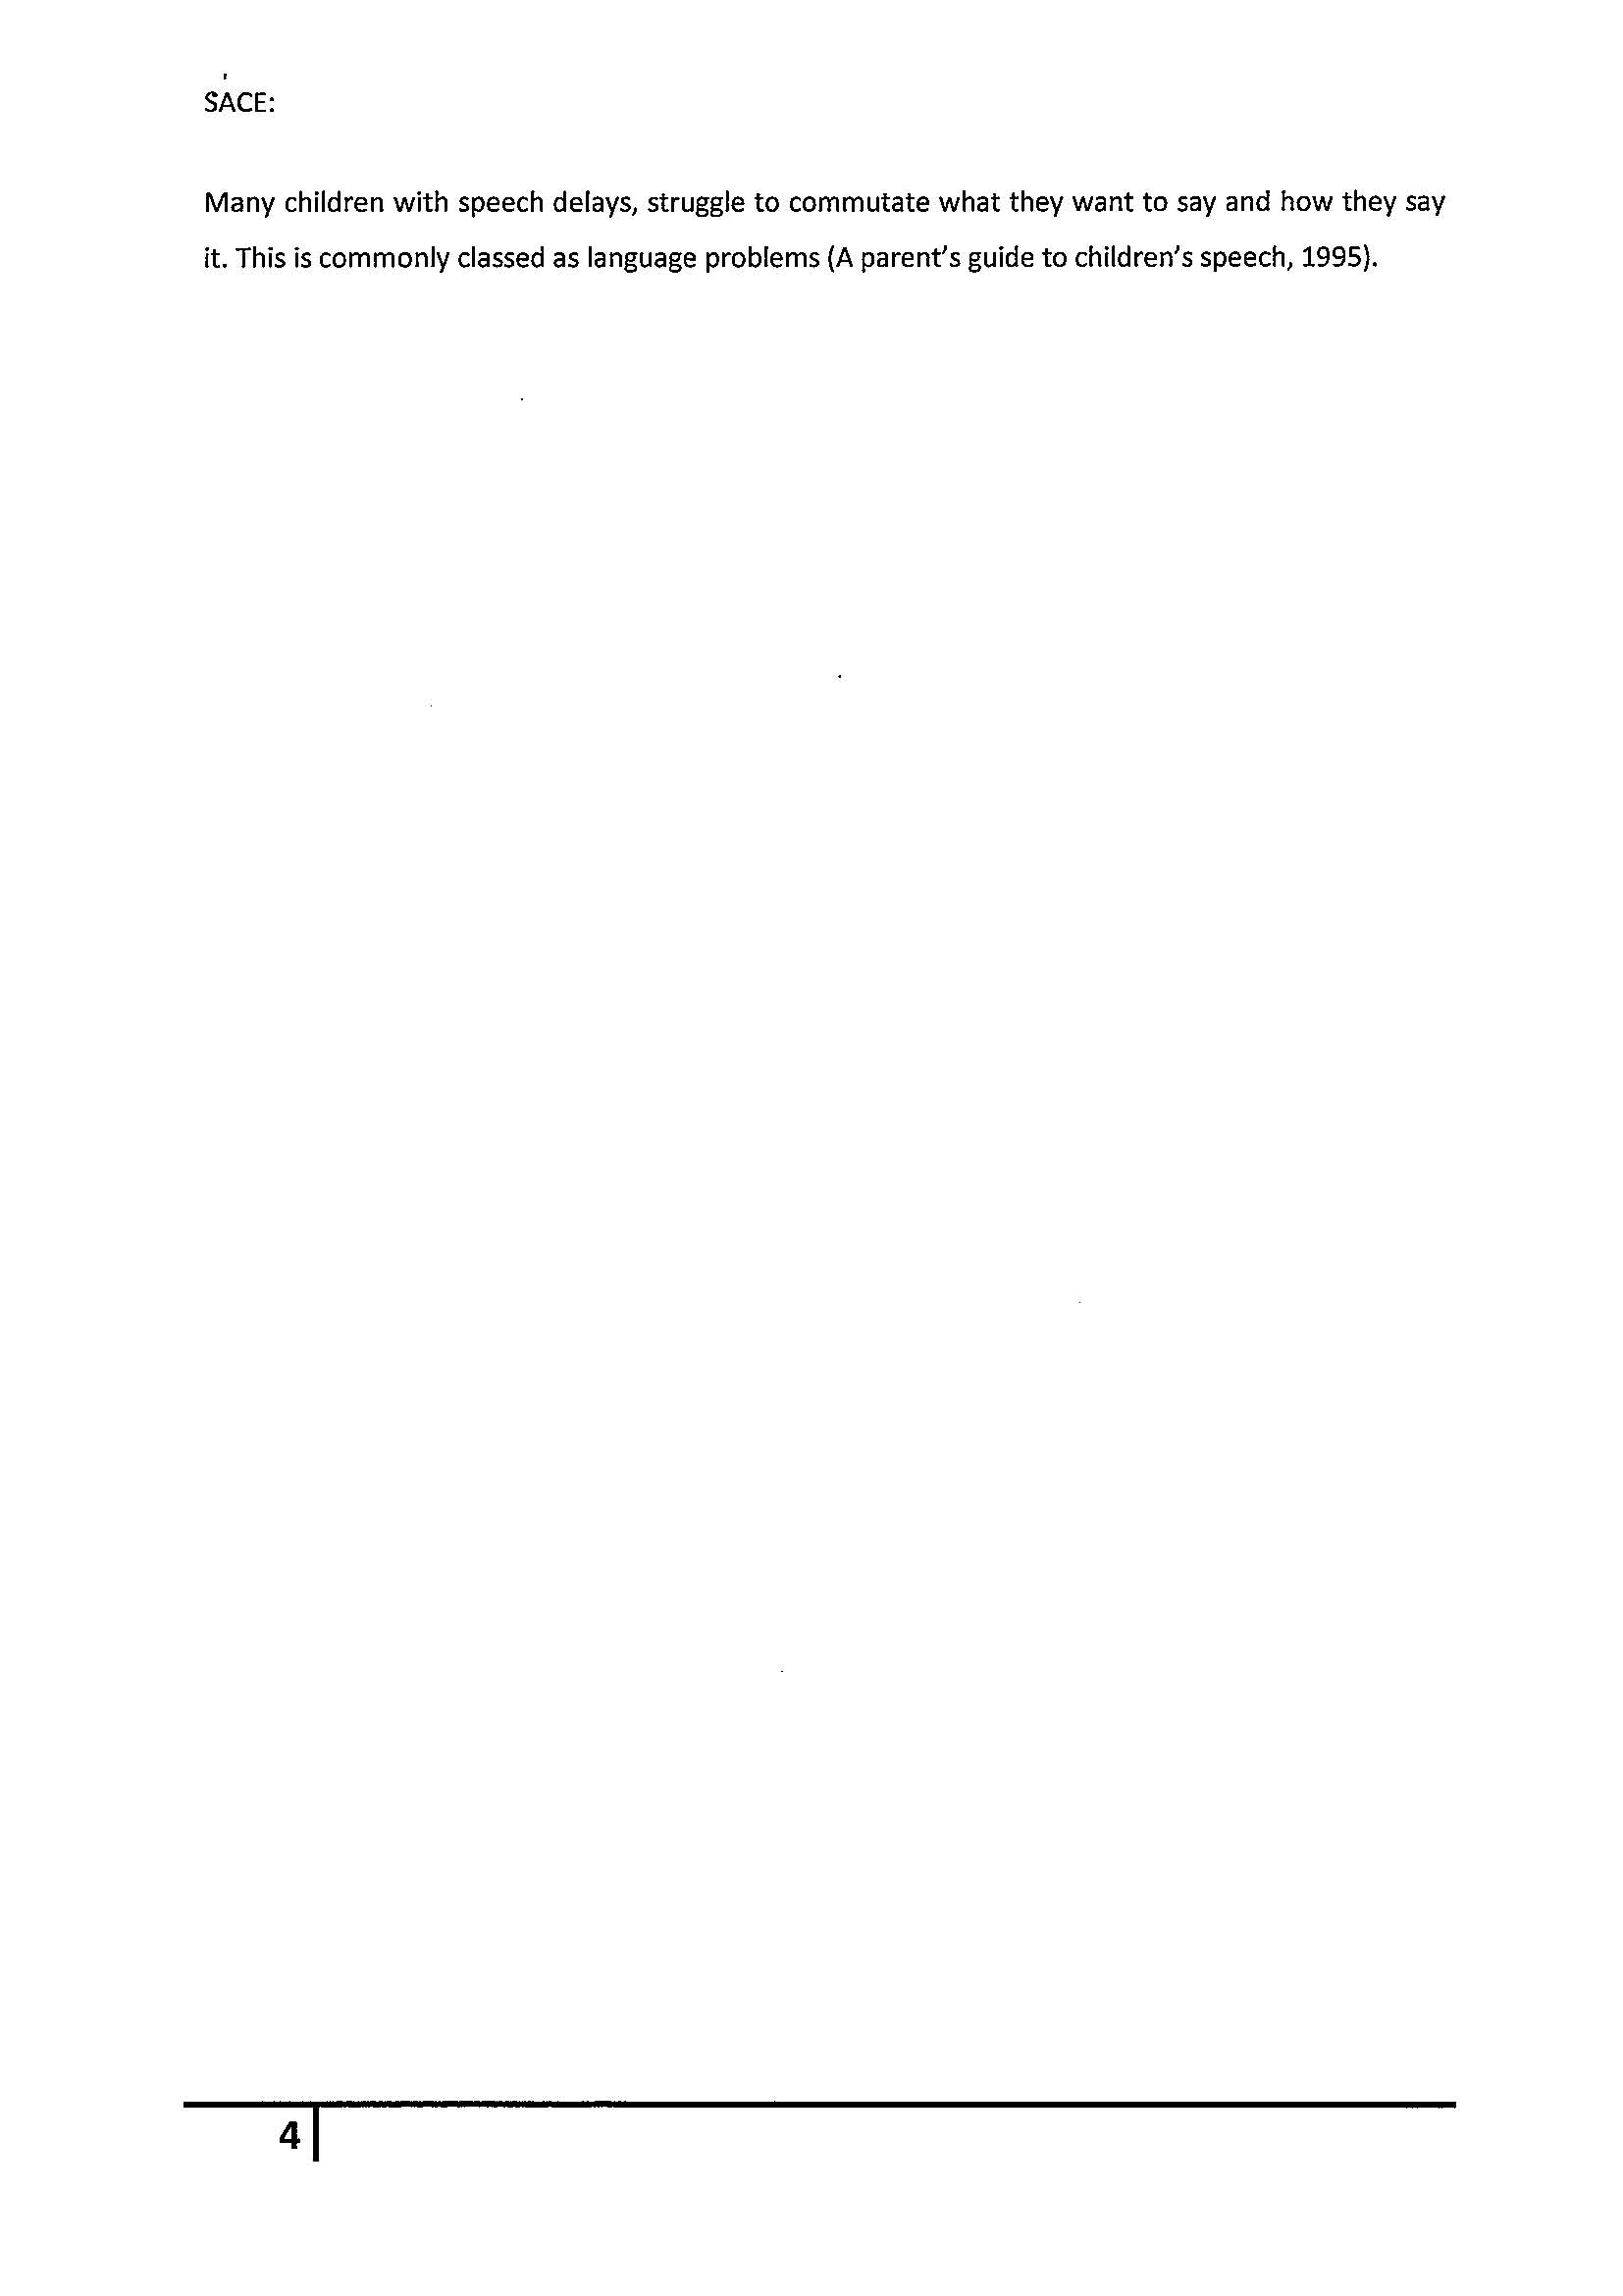 SACE:
Many children with speech delays, struggle to commutate what they want to say and how they say
it. This is commonly classed as language problems (A parent's guide to children's speech, 1995).
4